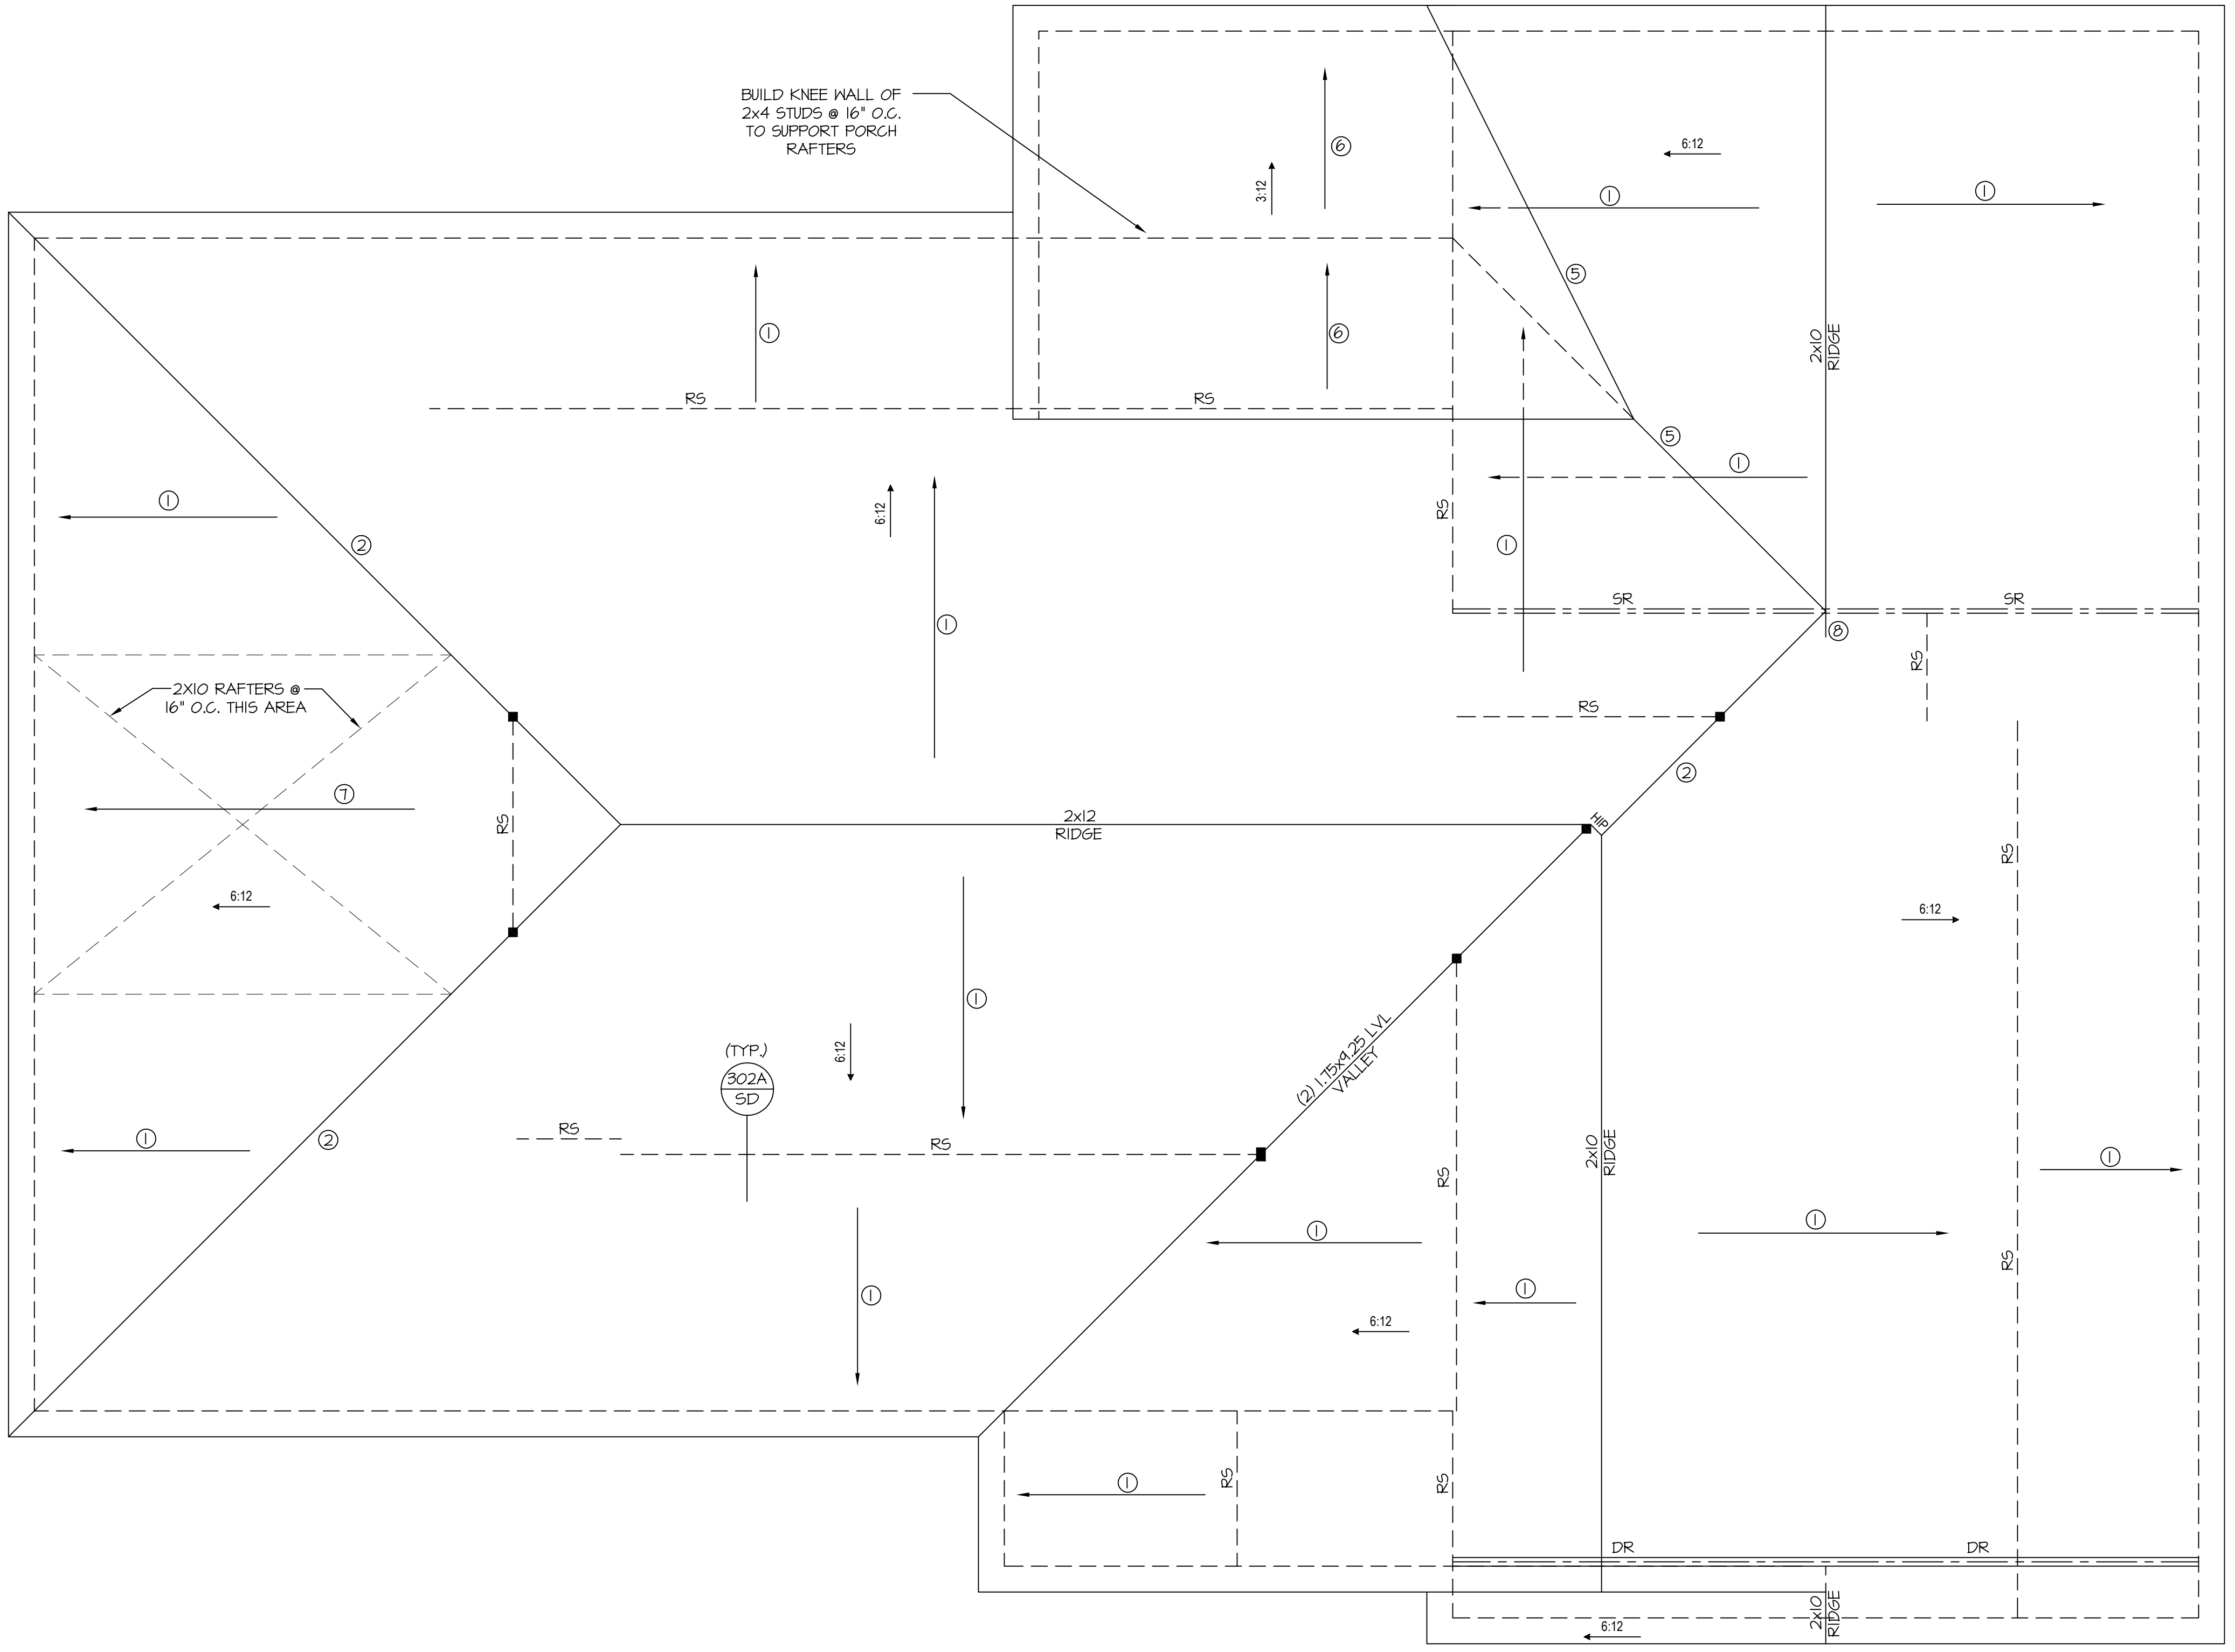 BUILD KNEE WALL OF
2x4 STUDS @ 16" O.C.
TO SUPPORT PORCH
RAFTERS
6
3:12
6:12
1
1
5
6
1
2x10
RIDGE
RS
RS
5
1
1
RS
6:12
2
1
1
SR
SR
8
RS
2X10 RAFTERS @
16" O.C. THIS AREA
RS
2
7
RS
2x12
RIDGE
HIP
RS
6:12
6:12
1
(2) 1.75x9.25 LVL
VALLEY
6:12
(TYP.)
302A
SD
RS
RS
1
2
RS
2x10
RIDGE
1
1
1
RS
1
1
6:12
1
RS
RS
DR
DR
2x10
RIDGE
6:12